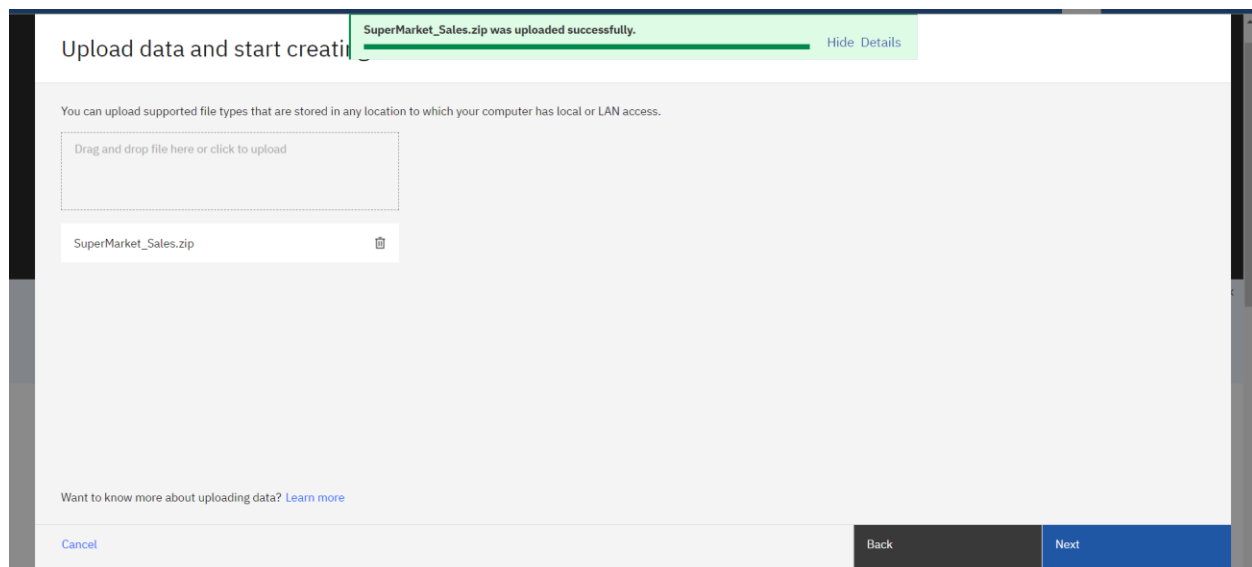 SuperMarket_Sales.zip was uploaded successfully.
Hide Details
Upload data and start
You can upload supported file types that are stored in any location to which your computer has local or LAN access.
Drag and drop file here or click to upload
SuperMarket_Sales.zip
Want to know more about uploading data? Learn more
Cancel
Back
Next